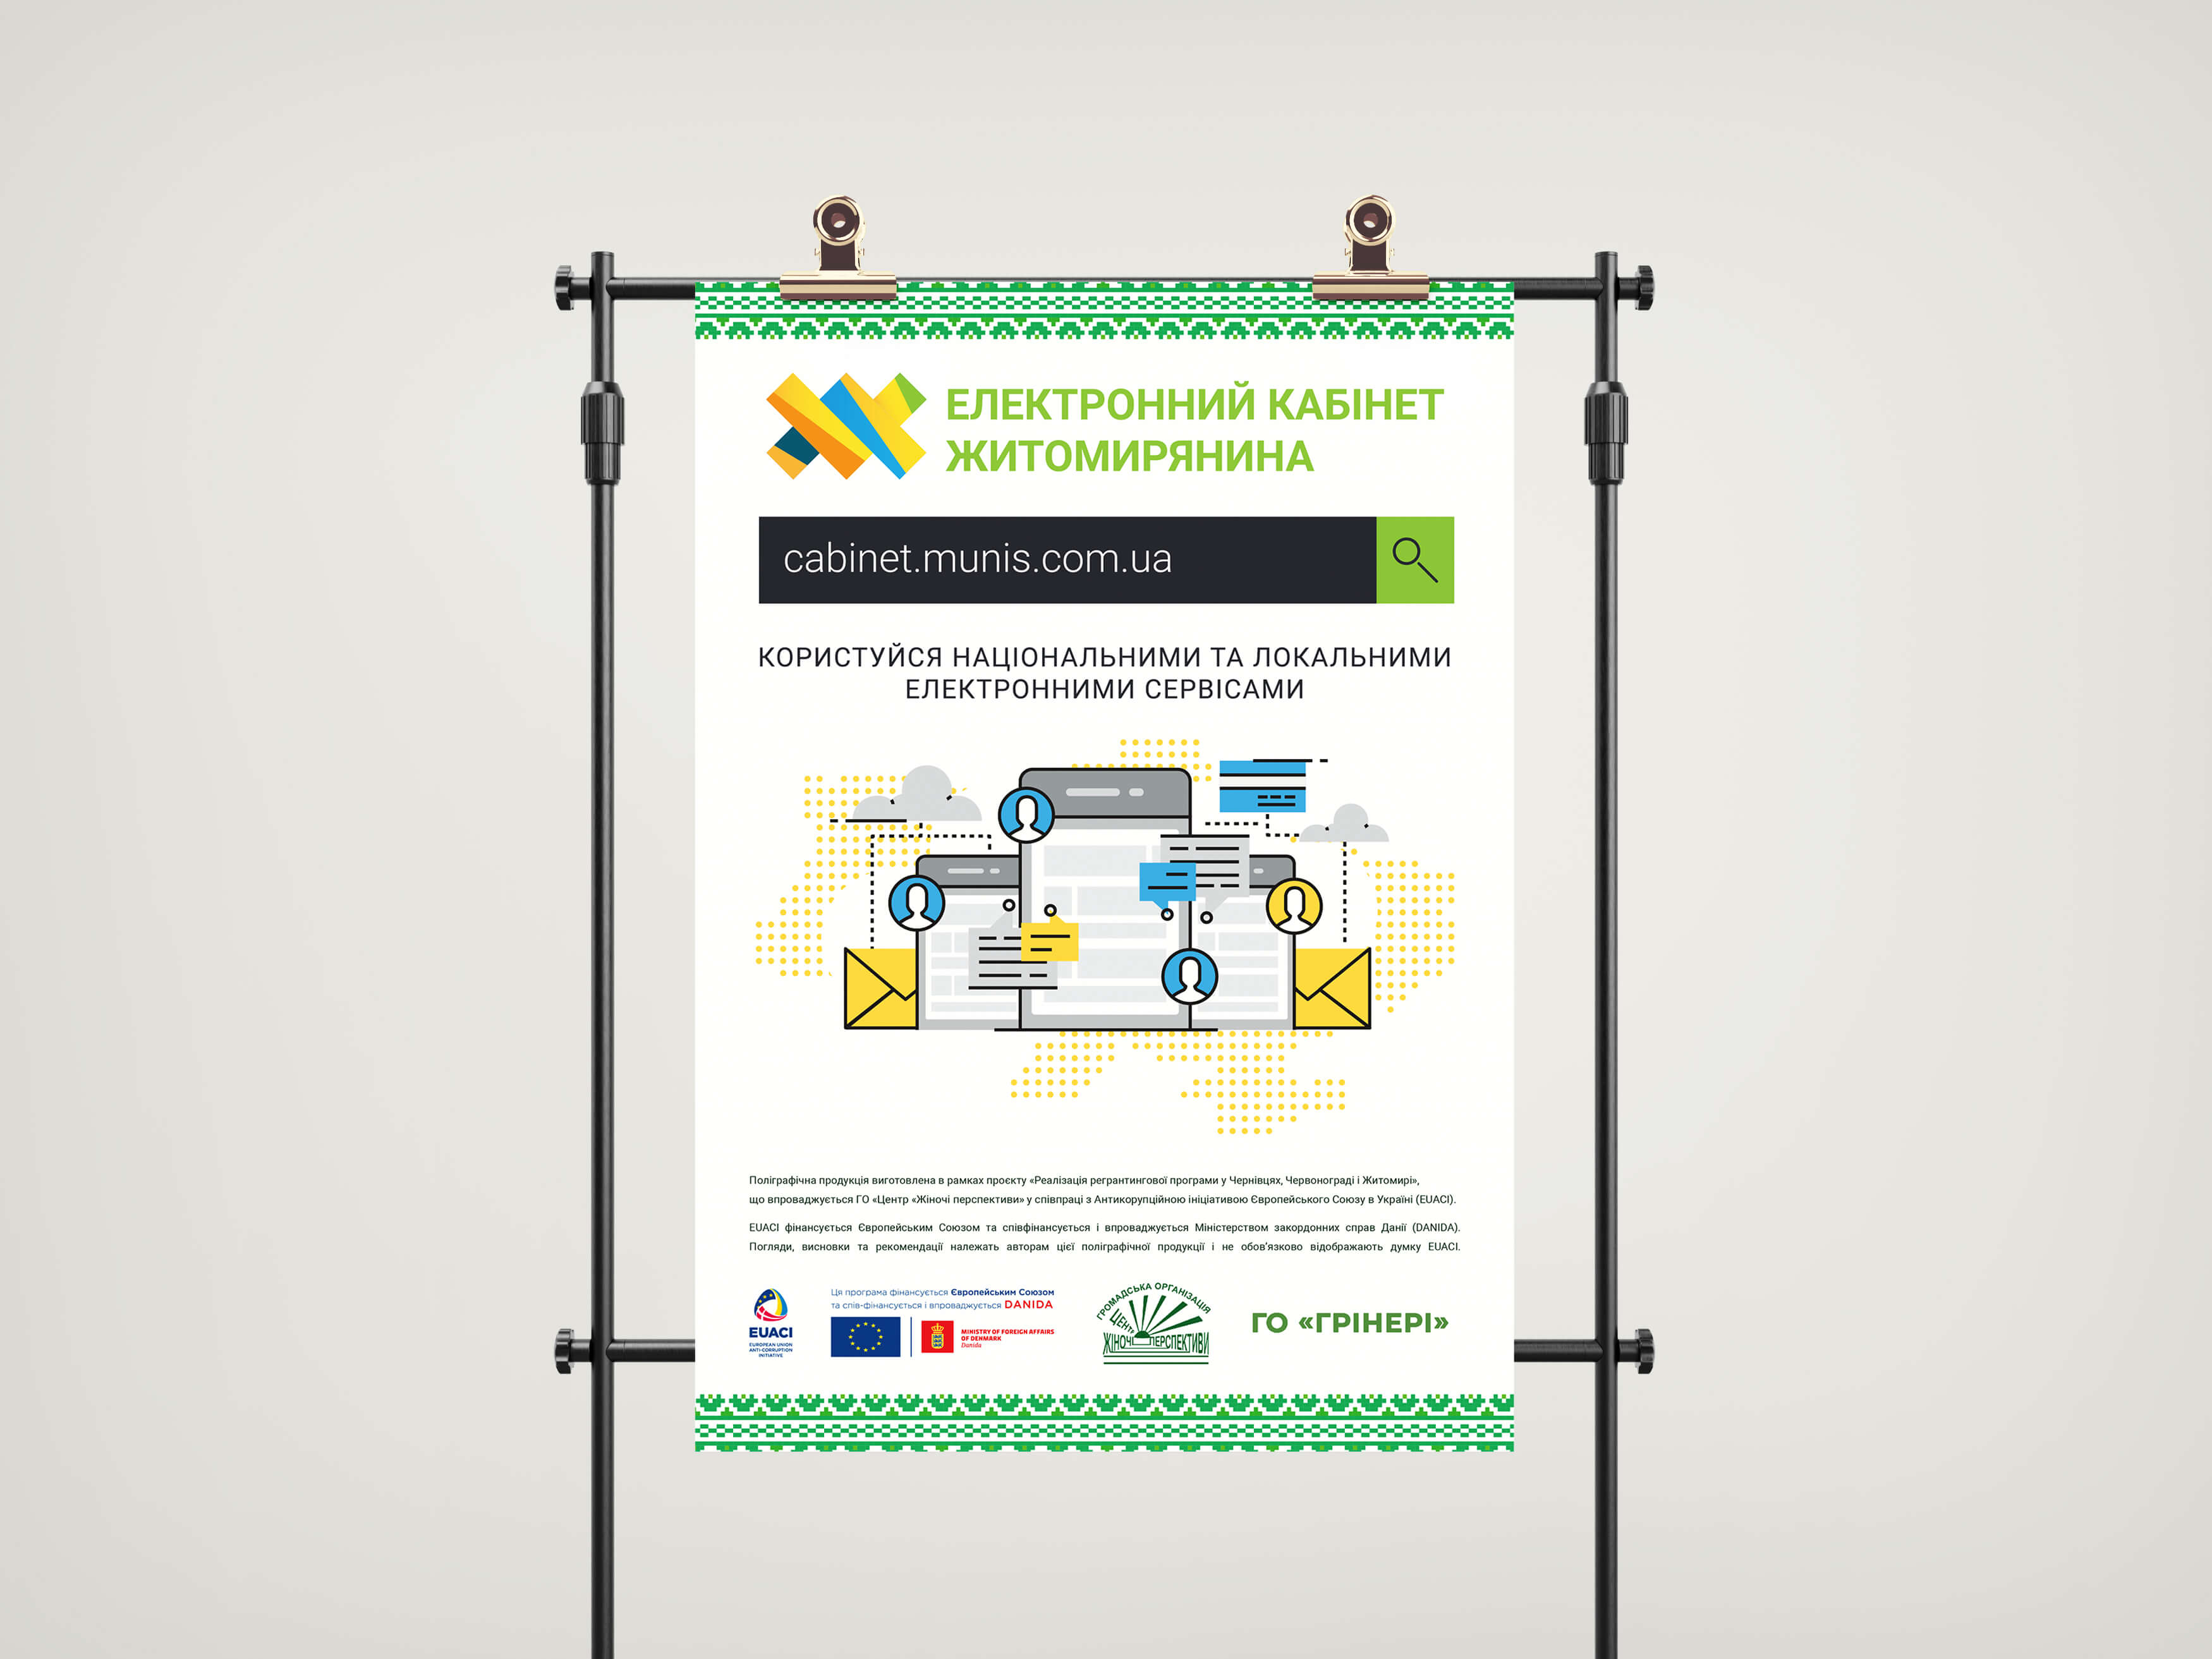 ЕЛЕКТРОННИЙ КАБІНЕТ
ЖИТОМИРЯНИНА
cabinet.munis.com.ua
КОРИСТУЙСЯ НАЦІОНАЛЬНИМИ ТА ЛОКАЛЬНИМИ
ЕЛЕКТРОННИМИ СЕРВІСАМИ
Поліграфічна продукція виготовлена в рамках проєкту «Реалізація регрантингової програми у Чернівцях, Червонограді і Житомирі»,
що впроваджується ГО «Центр «Жіночі перспективи» у співпраці з Антикорупційною ініціативою Європейського Союзу в Україні (EUACI).
EUACI фінансується Європейським Союзом та співфінансується і впроваджується Міністерством закордонних справ Данії (DANIDA).
Погляди, висновки та рекомендації належать авторам цієї поліграфічної продукції і не обов'язково відображають думку EUACI.
EUACI
EUROPEAN UNION
ANTI-CORRUPTION
INITIATIVE
Ця програма фінансується Європейським Союзом
та спів-фінансується і впроваджується DANIDA
MINISTRY OF FOREIGN AFFAIRS
OF DENMARK
Danida
ГРОМАДСЬКА ОРГАНІЗАЦІЯ
ЦЕНТР
ЖІНОЧІ ПЕРСПЕКТИВИ
ГО «ГРІНЕРІ»